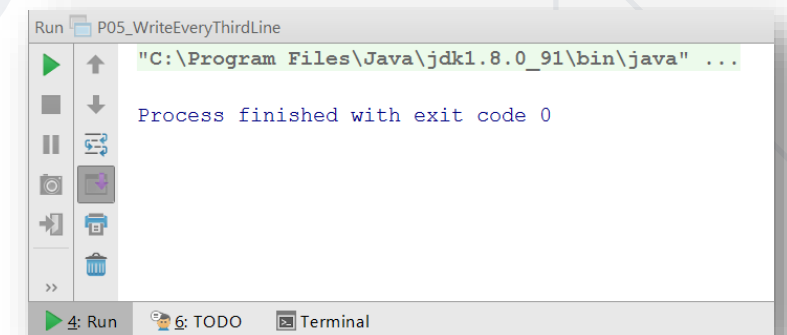 Run P05_WriteEveryThirdLine
"C:\Program Files\Java\jdk1.8.0_91\bin\java" ...
Process finished with exit code 0
>>
4: Run 6: TODO Terminal